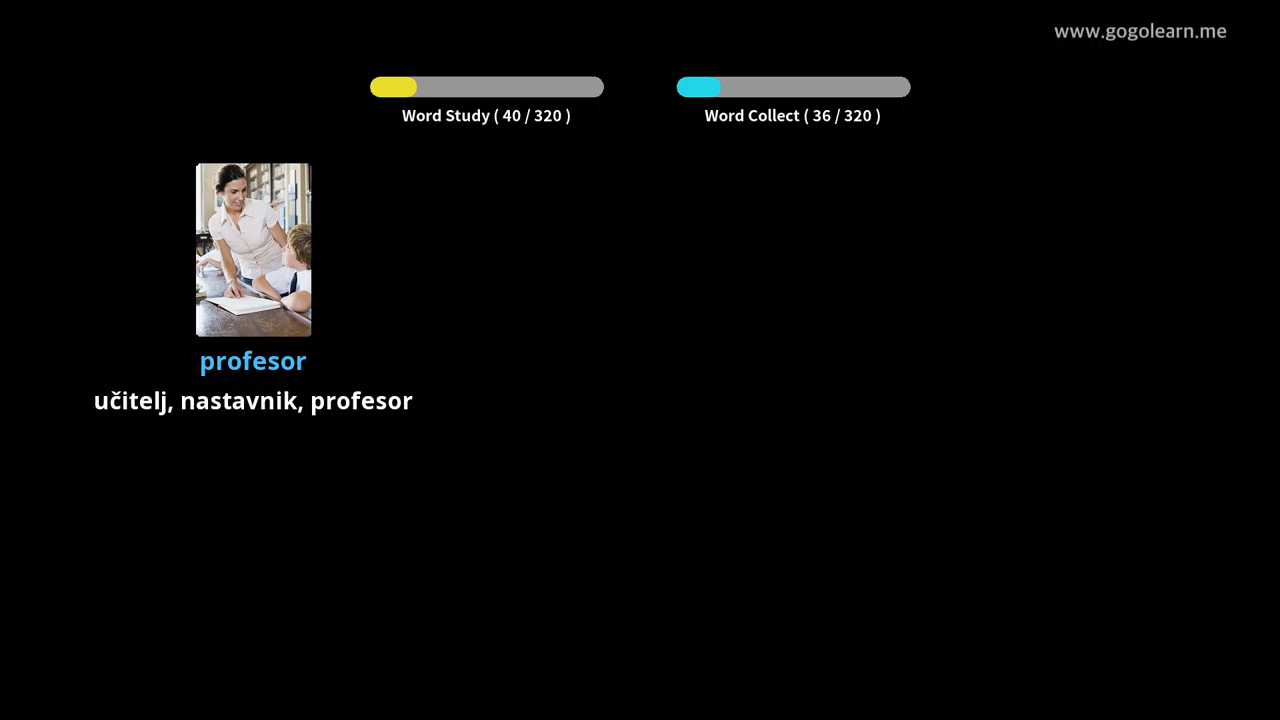 www.gogolearn.me
Word Study ( 40 / 320 )
Word Collect ( 36 / 320 )
profesor
učitelj, nastavnik, profesor